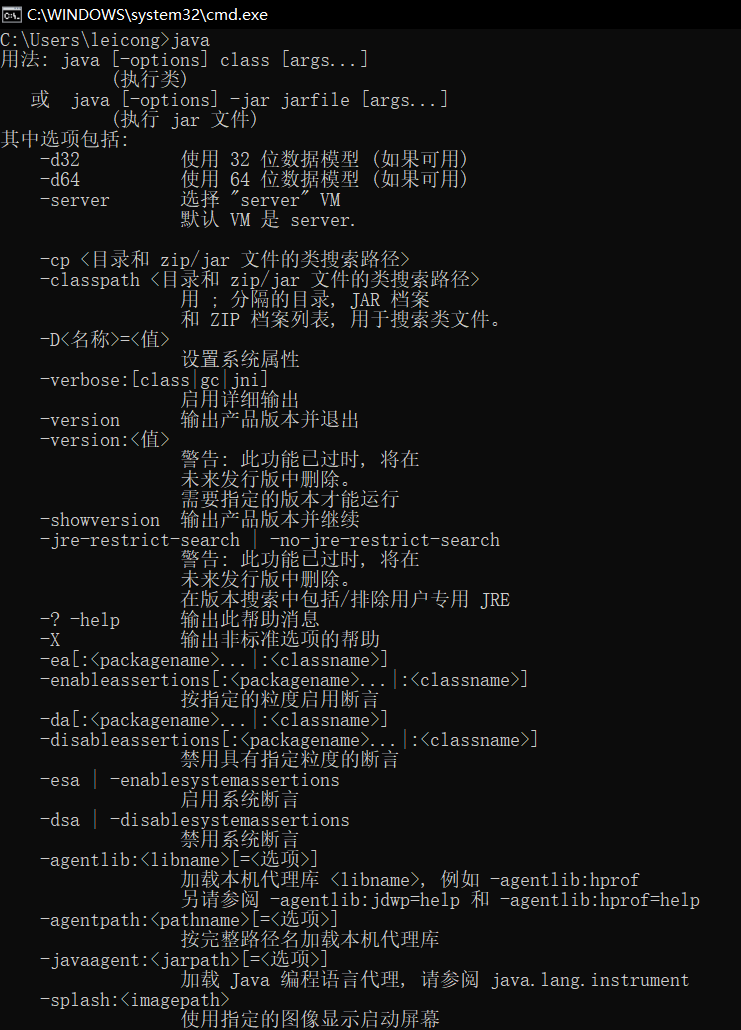 C:\WINDOWS\system32\cmd.exe
C:\Users\leicong>java
用法: java [-options] class [args...]
(执行类)
或  java [-options] -jar jarfile [args...]
(执行 jar 文件)
其中选项包括:
-d32 使用 32 位数据模型 (如果可用)
-d64 使用 64 位数据模型 (如果可用)
-server 选择 "server" VM
默认 VM 是 server.
-cp <目录和 zip/jar 文件的类搜索路径>
-classpath <目录和 zip/jar 文件的类搜索路径>
用 ; 分隔的目录, JAR 档案
和 ZIP 档案列表, 用于搜索类文件。
-D<名称>=<值>
设置系统属性
-verbose:[class|gc|jni]
启用详细输出
-version 输出产品版本并退出
-version:<值>
警告: 此功能已过时, 将在
未来发行版中删除。
需要指定的版本才能运行
-showversion 输出产品版本并继续
-jre-restrict-search | -no-jre-restrict-search
警告: 此功能已过时, 将在
未来发行版中删除。
在版本搜索中包括/排除用户专用 JRE
-? -help 输出此帮助消息
-X 输出非标准选项的帮助
-ea[:<packagename>...|:<classname>]
-enableassertions[:<packagename>...|:<classname>]
按指定的粒度启用断言
-da[:<packagename>...|:<classname>]
-disableassertions[:<packagename>...|:<classname>]
禁用具有指定粒度的断言
-esa | -enablesystemassertions
启用系统断言
-dsa | -disablesystemassertions
禁用系统断言
-agentlib:<libname>[=<选项>]
加载本机代理库 <libname>, 例如 -agentlib:hprof
另请参阅 -agentlib:jdwp=help 和 -agentlib:hprof=help
-agentpath:<pathname>[=<选项>]
按完整路径名加载本机代理库
-javaagent:<jarpath>[=<选项>]
加载 Java 编程语言代理, 请参阅 java.lang.instrument
-splash:<imagepath>
使用指定的图像显示启动屏幕